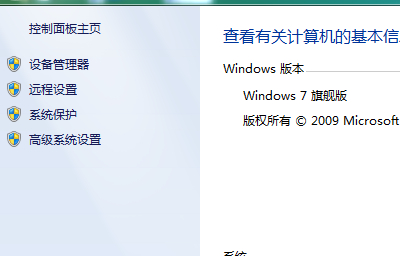 控制面板主页
设备管理器
远程设置
系统保护
高级系统设置
查看有关计算机的基本信
Windows 版本
Windows 7 旗舰版
版权所有 © 2009 Microsoft
系统